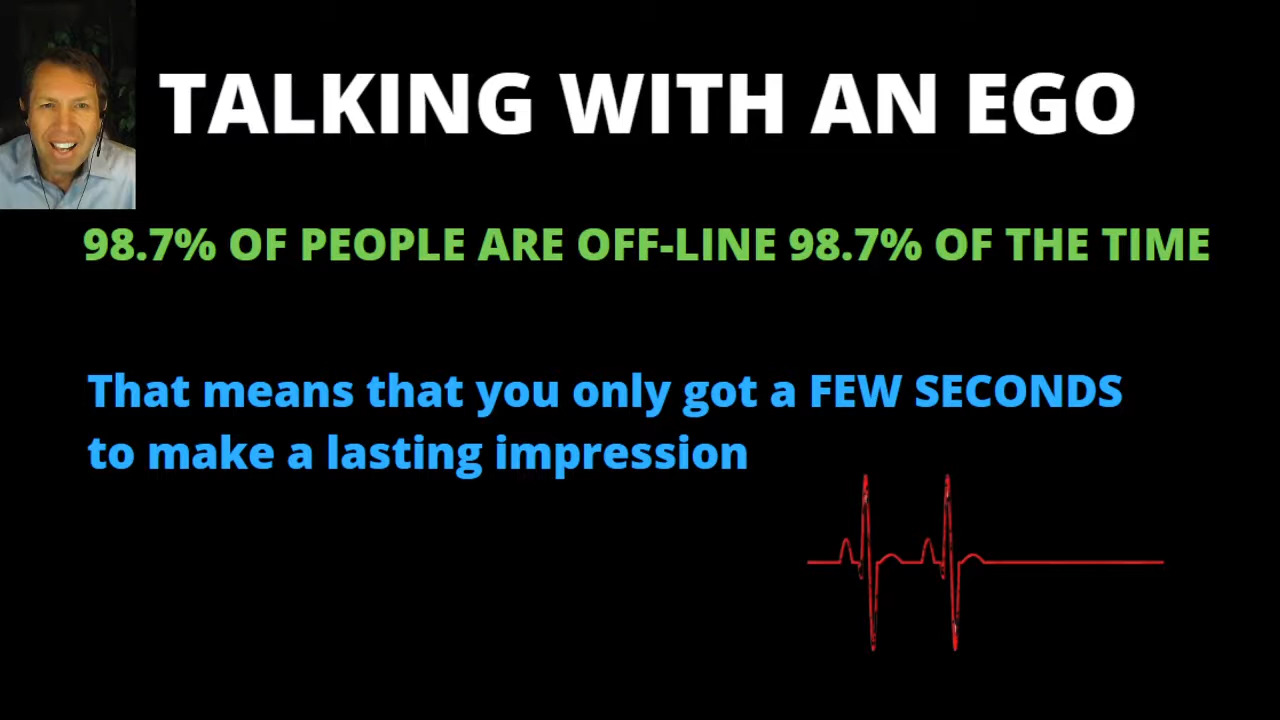 TALKING WITH AN EGO
98.7% OF PEOPLE ARE OFF-LINE 98.7% OF THE TIME
That means that you only got a FEW SECONDS
to make a lasting impression